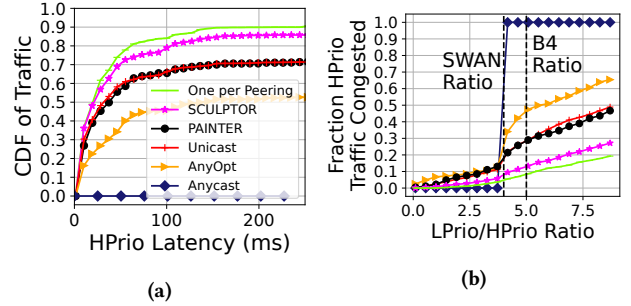 CDF of Traffic
1.0
0.9
0.8
0.7
0.6
0.5
0.4
0.3
0.2
0.1
0.0
One per Peering
SCULPTOR
PAINTER
Unicast
AnyOpt
Anycast
0
100
200
HPrio Latency (ms)
(a)
Fraction HPrio
Traffic Congested
1.0
0.9
0.8
0.7
0.6
0.5
0.4
0.3
0.2
0.1
0.0
SWAN
Ratio
B4
Ratio
0.0
2.5
5.0
7.5
LPrio/HPrio Ratio
(b)